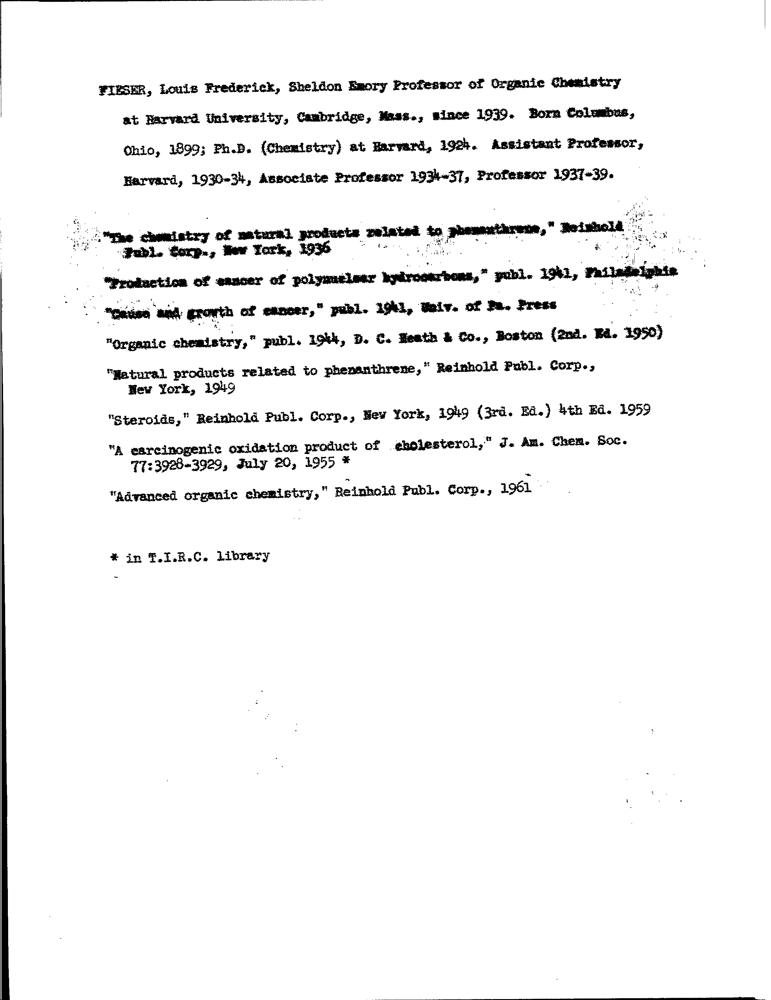 FIESER, Louis Frederick, Sheldon Emory Professor of Organic Chemistry
at Harvard University, Cambridge, Mass., since 1939. Born Columbus,
Ohio, 1899; Ph.D. (Chemistry) at Harvard, 1924. Assistant Professor,
Harvard, 1930-34, Associate Professor 1934-37, Professor 1937-39.
"The chemistry of natural products related to phenanthrene," Reinhold
Publ. Corp., New York, 1936
"Production of cancer of polynuclear hydrocarbons," publ. 1941, Philadelphia
"Cause and growth of cancer," publ. 1941, Univ. of Pa. Press
"Organic chemistry," publ. 1944, D. C. Heath & Co., Boston (2nd. Ed. 1950)
"Natural products related to phenanthrene," Reinhold Publ. Corp.,
New York, 1949
"Steroids," Reinhold Publ. Corp., New York, 1949 (3rd. Ed.) 4th Ed. 1959
"A carcinogenic oxidation product of cholesterol," J. Am. Chem. Soc.
77:3928-3929, July 20, 1955 *
"Advanced organic chemistry," Reinhold Publ. Corp., 1961
* in T.I.R.C. library